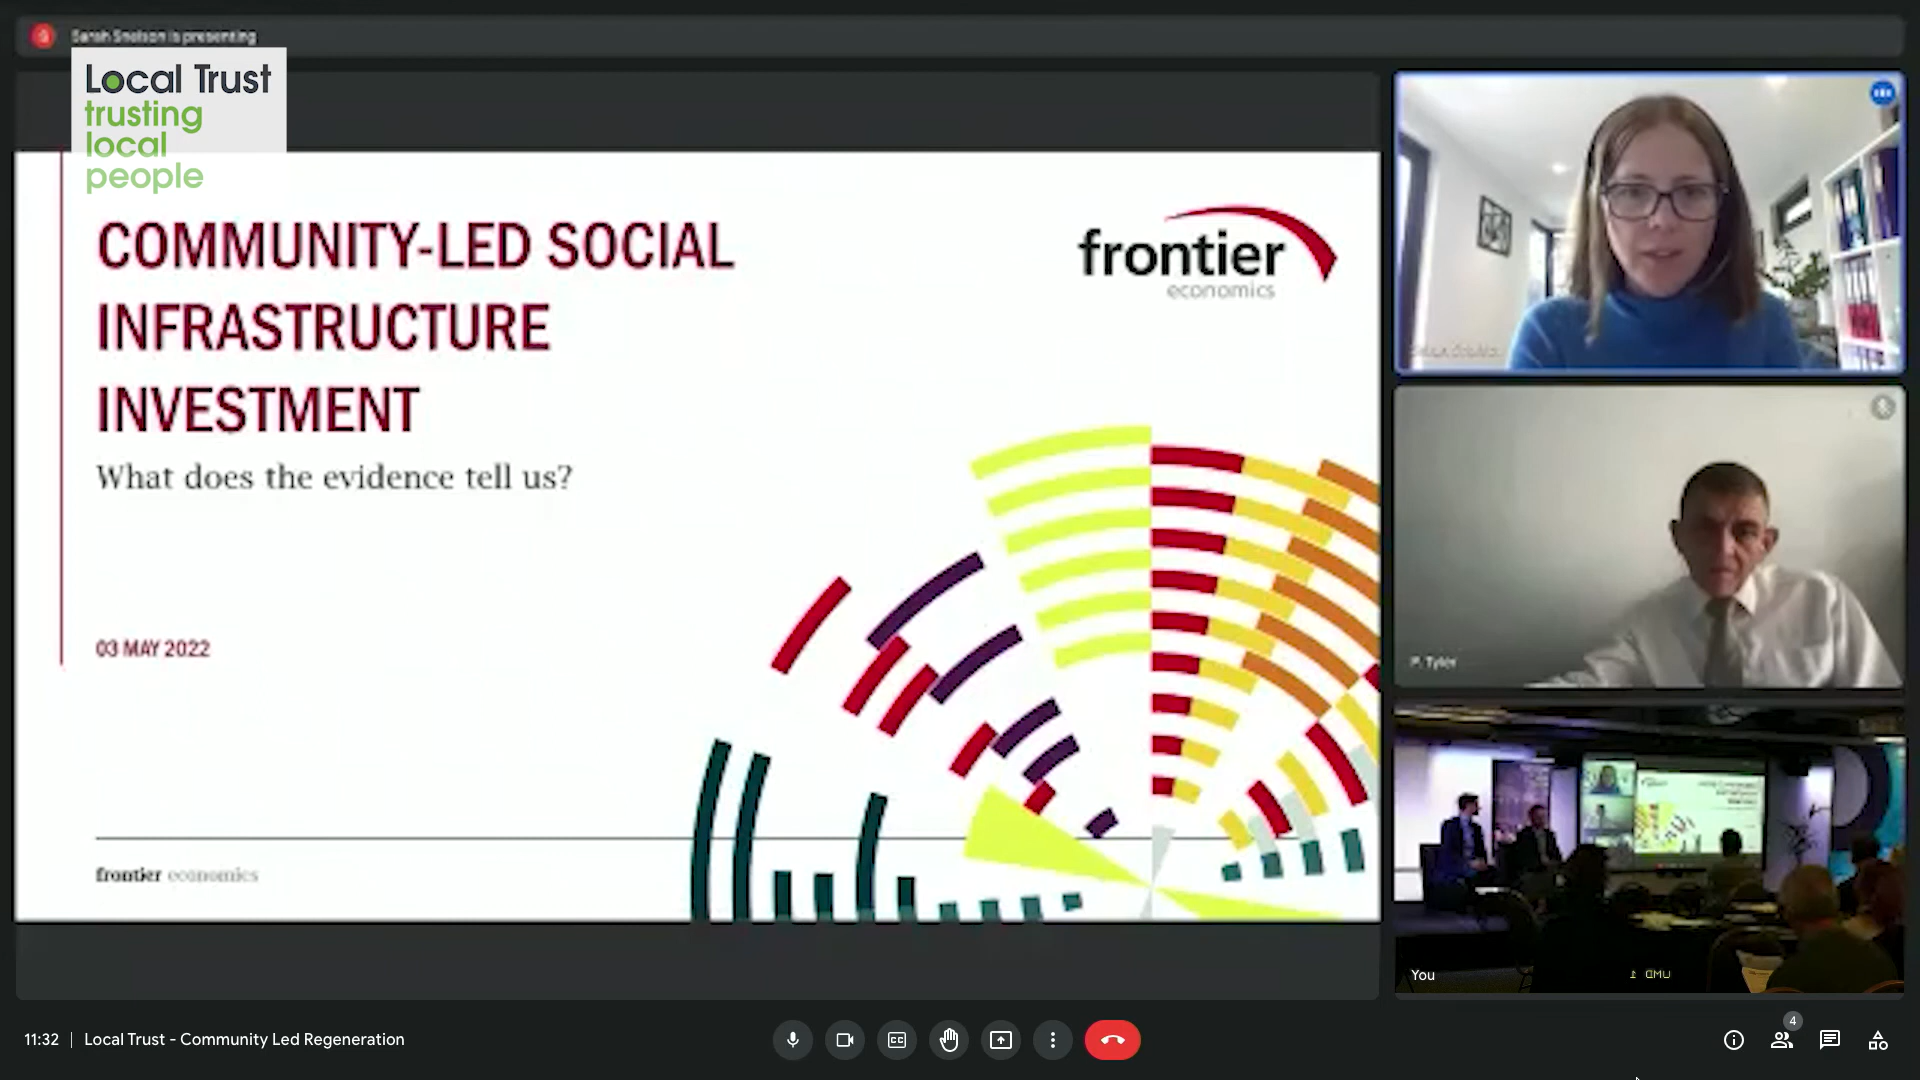 Sarah Snelson is presenting
Local Trust
trusting
local
people
COMMUNITY-LED SOCIAL
INFRASTRUCTURE
INVESTMENT
What does the evidence tell us?
03 MAY 2022
frontier
economics
frontier economics
P. Tyler
You
11:32 | Local Trust - Community Led Regeneration
4